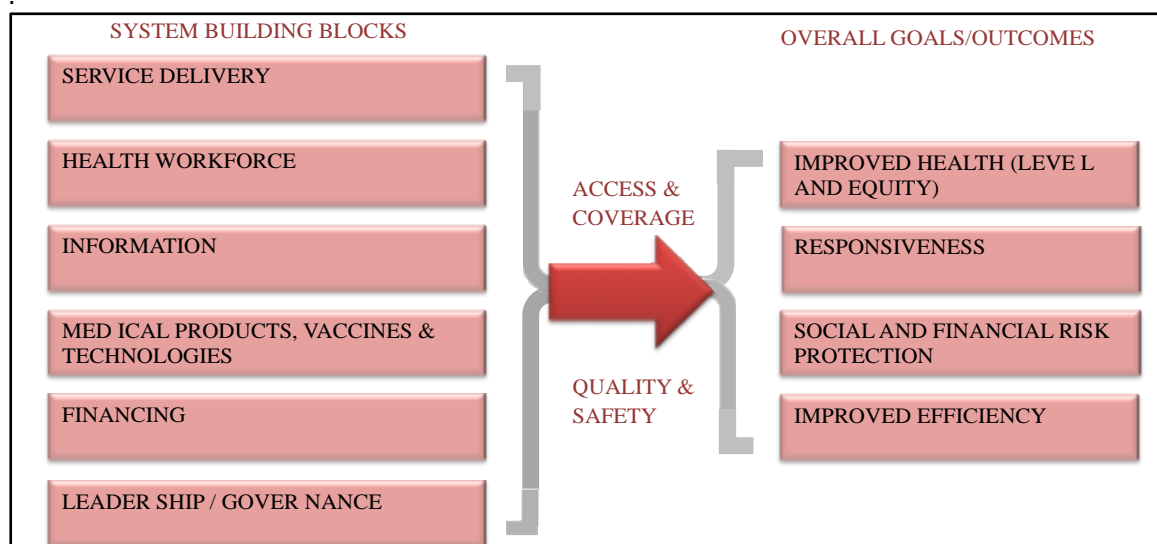 .
SYSTEM BUILDING BLOCKS
SERVICE DELIVERY
HEALTH WORKFORCE
INFORMATION
MED ICAL PRODUCTS, VACCINES &
TECHNOLOGIES
FINANCING
LEADER SHIP / GOVER NANCE
ACCESS &
COVERAGE
QUALITY &
SAFETY
OVERALL GOALS/OUTCOMES
IMPROVED HEALTH (LEVE L
AND EQUITY)
RESPONSIVENESS
SOCIAL AND FINANCIAL RISK
PROTECTION
IMPROVED EFFICIENCY